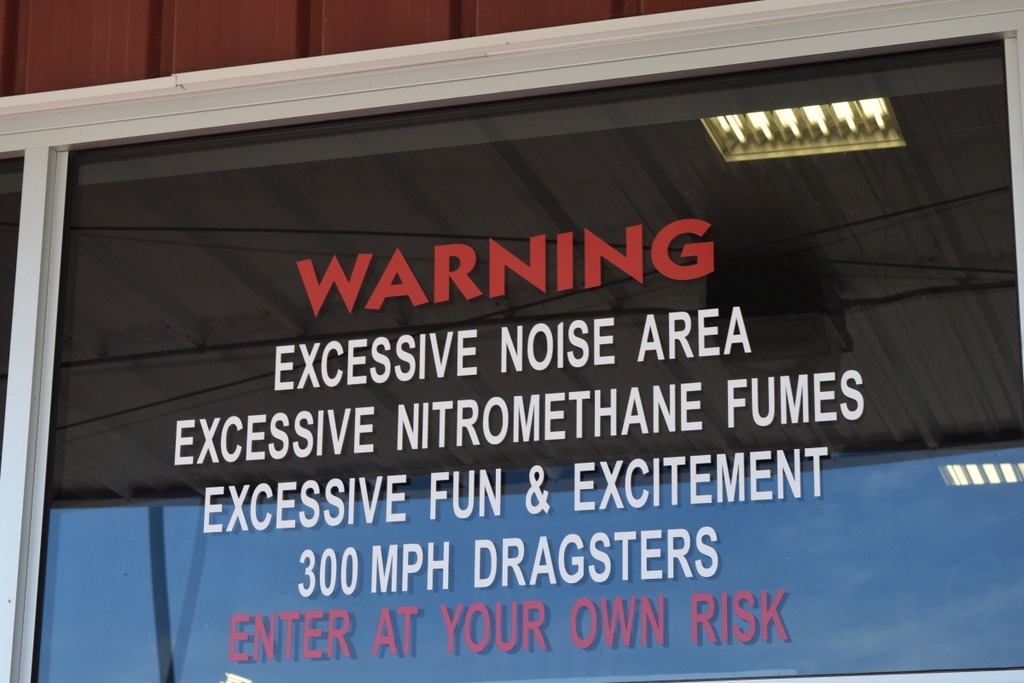 WARNING
EXCESSIVE NOISE AREA
EXCESSIVE NITROMETHANE FUMES
EXCESSIVE FUN & EXCITEMENT
300 MPH DRAGSTERS
ENTER AT YOUR OWN RISK